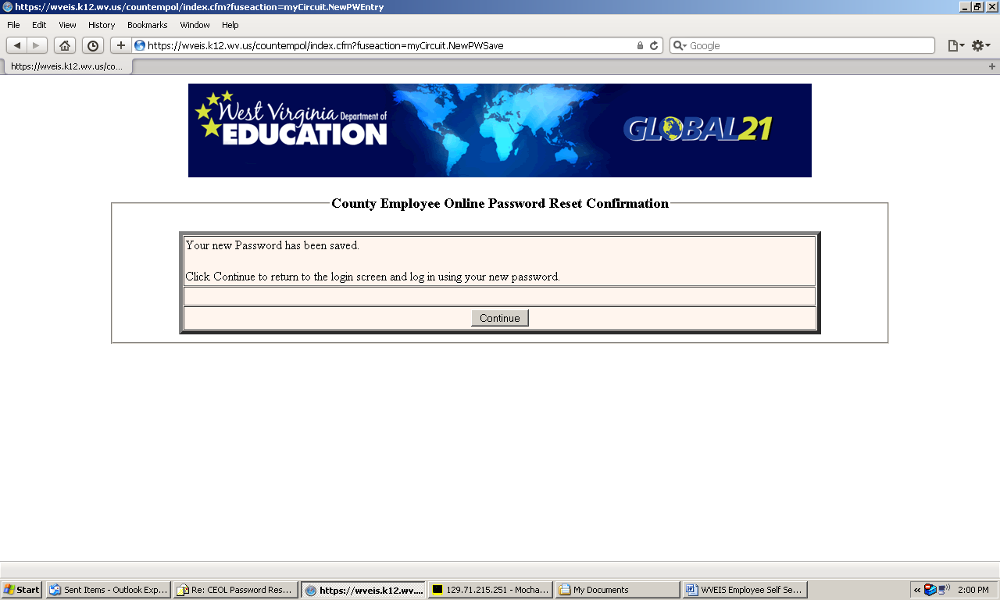 https://wveis.k12.wv.us/countempol/index.cfm?fuseaction=myCircuit.NewPWEntry
File Edit View History Bookmarks Window Help
https://wveis.k12.wv.us/countempol/index.cfm?fuseaction=myCircuit.NewPWSave
Google
https://wveis.k12.wv.us/co...
West Virginia Department of
EDUCATION
GLOBAL21
County Employee Online Password Reset Confirmation
Your new Password has been saved.
Click Continue to return to the login screen and log in using your new password.
Continue
Start
Sent Items - Outlook Exp...
Re: CEOL Password Res...
https://wveis.k12.wv....
129.71.215.251 - Mocha...
My Documents
WVEIS Employee Self Se...
2:00 PM